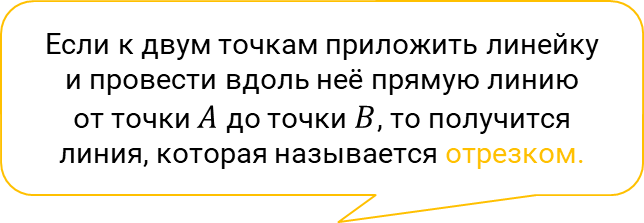 Если к двум точкам приложить линейку
и провести вдоль неё прямую линию
от точки A до точки B, то получится
линия, которая называется отрезком.